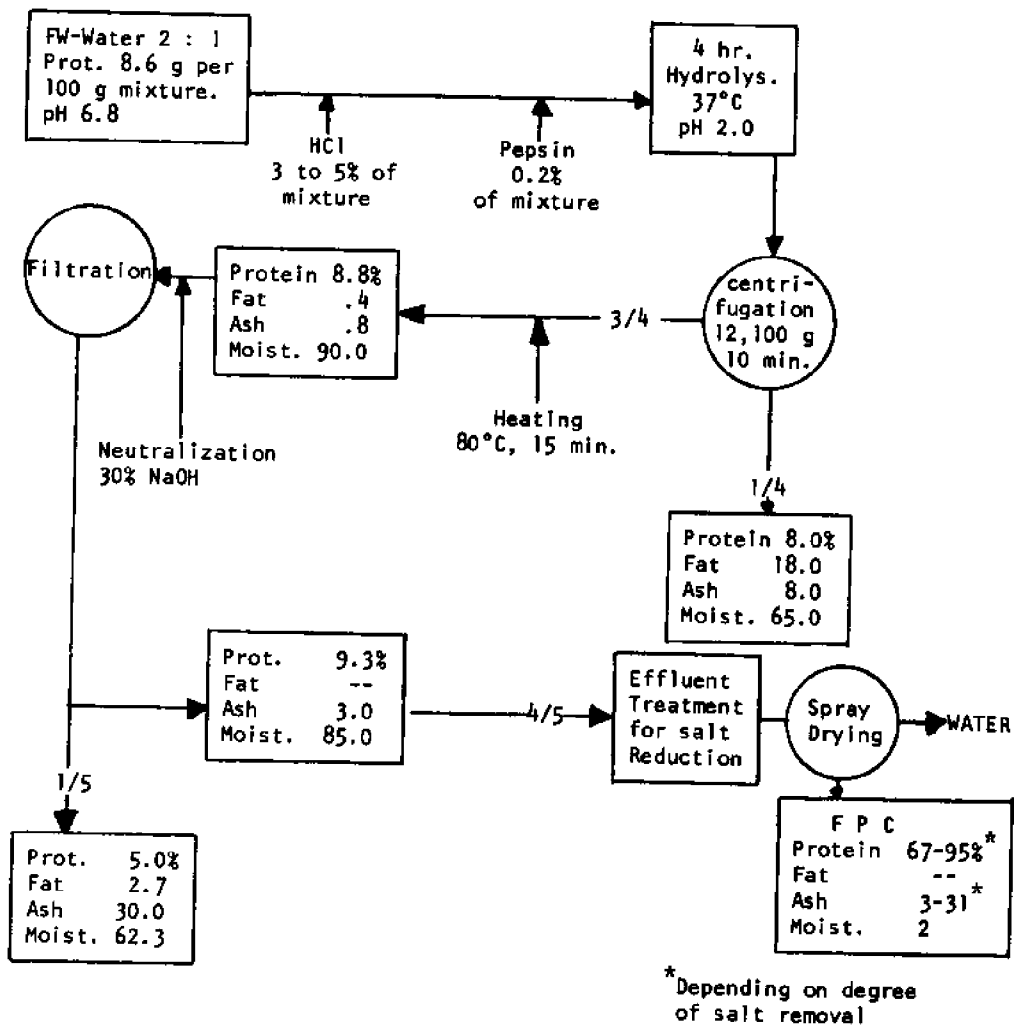 FW-Water 2 : 1
Prot. 8.6 g per
100 g mixture.
pH 6.8
HCl
3 to 5% of
mixture
Pepsin
0.2%
of mixture
4 hr.
Hydrolys.
37°C
pH 2.0
centri-
fugation
12,100 g
10 min.
3/4
Heating
80°C, 15 min.
Protein 8.8%
Fat .4
Ash .8
Moist. 90.0
Neutralization
30% NaOH
Filtration
1/4
Protein 8.0%
Fat 18.0
Ash 8.0
Moist. 65.0
Prot. 9.3%
Fat --
Ash 3.0
Moist. 85.0
4/5
Effluent
Treatment
for salt
Reduction
Spray
Drying
WATER
1/5
Prot. 5.0%
Fat 2.7
Ash 30.0
Moist. 62.3
F P C
Protein 67-95%*
Fat --
Ash 3-31*
Moist. 2
*Depending on degree
of salt removal